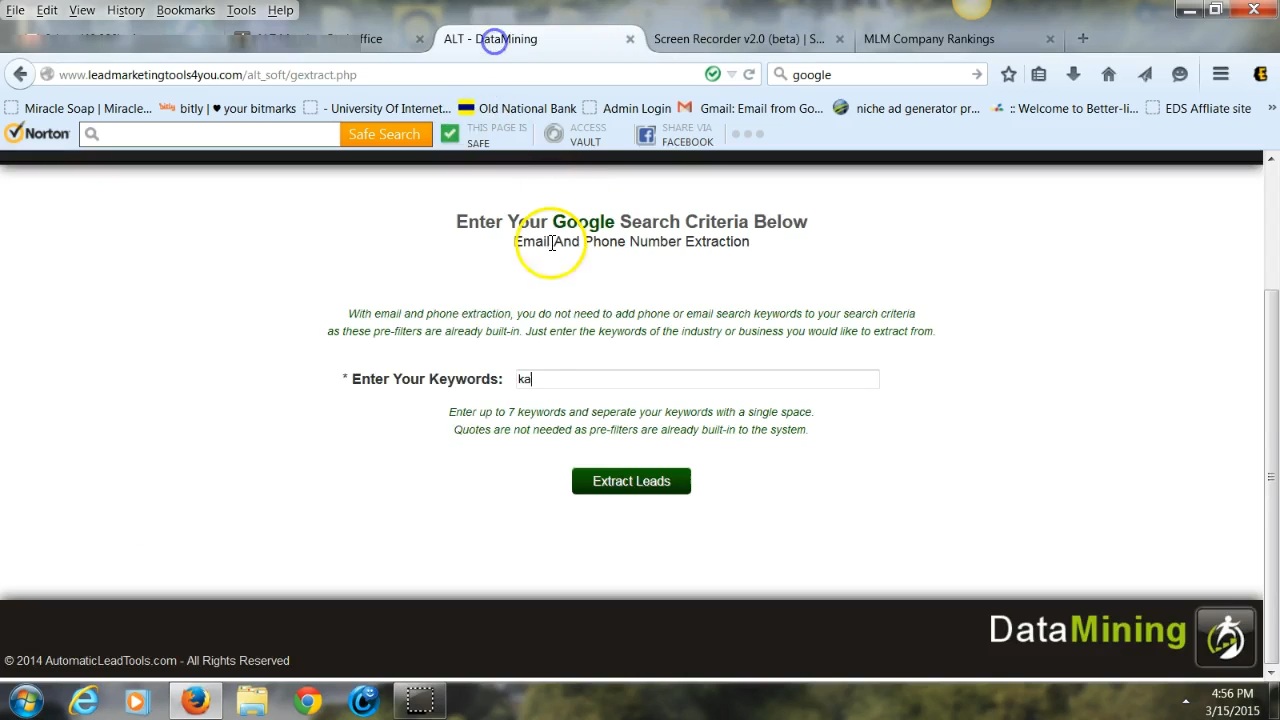 File Edit View History Bookmarks Tools Help
ffice
ALT - DataMining
Screen Recorder v2.0 (beta) | S...
MLM Company Rankings
www.leadmarketingtools4you.com/alt_soft/gextract.php
google
Miracle Soap | Miracle...
bitly | ♥ your bitmarks
- University Of Internet...
Old National Bank
Admin Login
Gmail: Email from Go...
niche ad generator pr...
:: Welcome to Better-li...
IDS Affliate site
Norton
Safe Search
THIS PAGE IS
SAFE
ACCESS
VAULT
SHARE VIA
FACEBOOK
Enter Your Google Search Criteria Below
Email And Phone Number Extraction
With email and phone extraction, you do not need to add phone or email search keywords to your search criteria
as these pre-filters are already built-in. Just enter the keywords of the industry or business you would like to extract from.
* Enter Your Keywords: ka
Enter up to 7 keywords and seperate your keywords with a single space.
Quotes are not needed as pre-filters are already built-in to the system.
Extract Leads
DataMining
© 2014 AutomaticLeadTools.com - All Rights Reserved
4:56 PM
3/15/2015